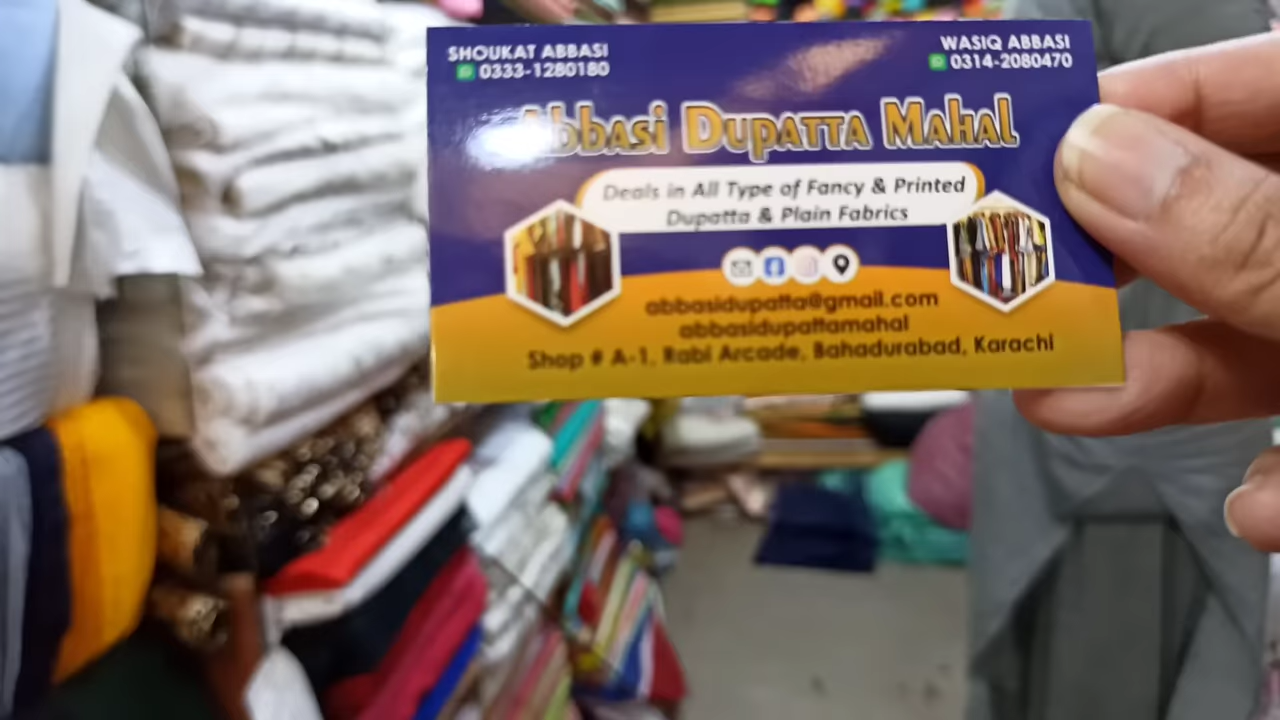 SHOUKAT ABBASI
0333-1280180
WASIQ ABBASI
0314-2080470
Abbasi Dupatta Mahal
Deals in All Type of Fancy & Printed
Dupatta & Plain Fabrics
abbasidupatta@gmail.com
abbasidupattamahal
Shop # A-1, Rabi Arcade, Bahadurabad, Karachi